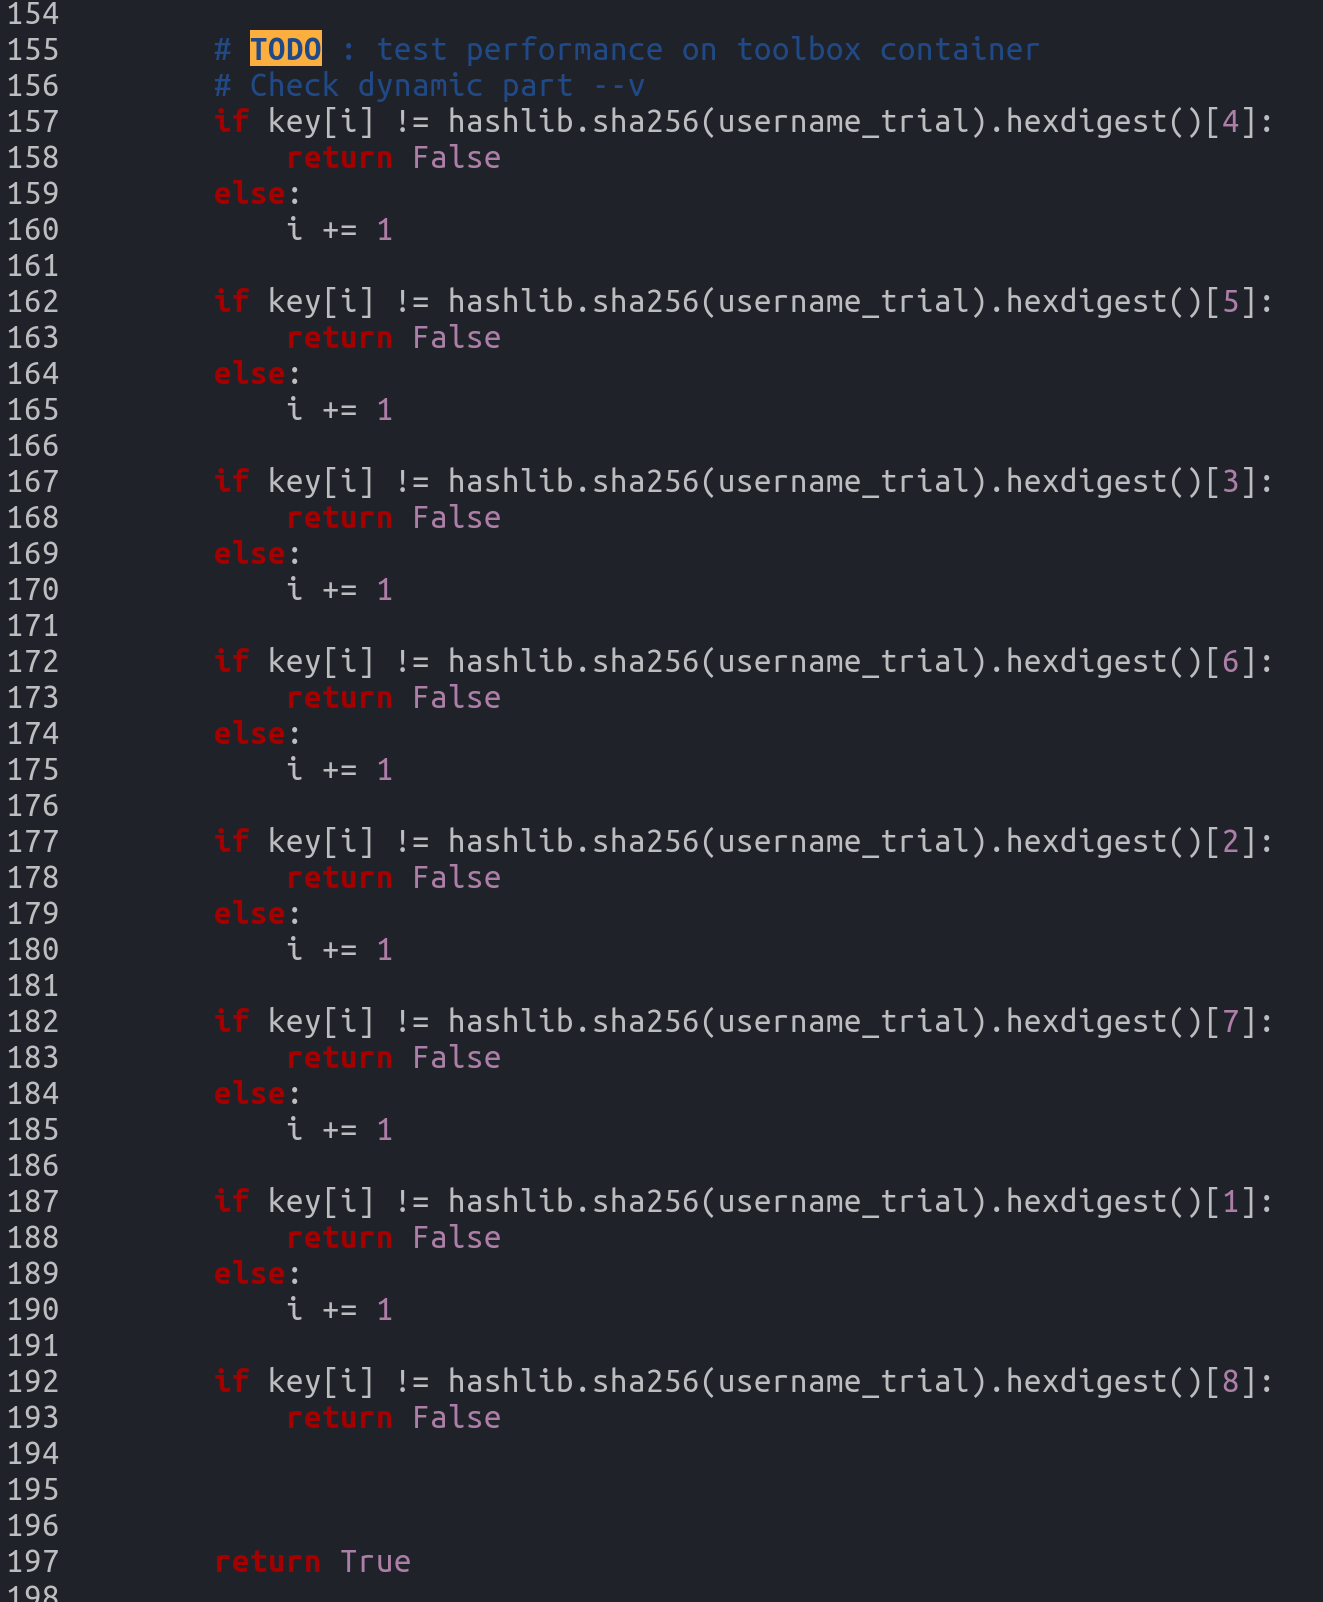 154
155         # TODO : test performance on toolbox container
156         # Check dynamic part --v
157         if key[i] != hashlib.sha256(username_trial).hexdigest()[4]:
158             return False
159         else:
160             i += 1
161
162         if key[i] != hashlib.sha256(username_trial).hexdigest()[5]:
163             return False
164         else:
165             i += 1
166
167         if key[i] != hashlib.sha256(username_trial).hexdigest()[3]:
168             return False
169         else:
170             i += 1
171
172         if key[i] != hashlib.sha256(username_trial).hexdigest()[6]:
173             return False
174         else:
175             i += 1
176
177         if key[i] != hashlib.sha256(username_trial).hexdigest()[2]:
178             return False
179         else:
180             i += 1
181
182         if key[i] != hashlib.sha256(username_trial).hexdigest()[7]:
183             return False
184         else:
185             i += 1
186
187         if key[i] != hashlib.sha256(username_trial).hexdigest()[1]:
188             return False
189         else:
190             i += 1
191
192         if key[i] != hashlib.sha256(username_trial).hexdigest()[8]:
193             return False
194
195
196
197         return True
198